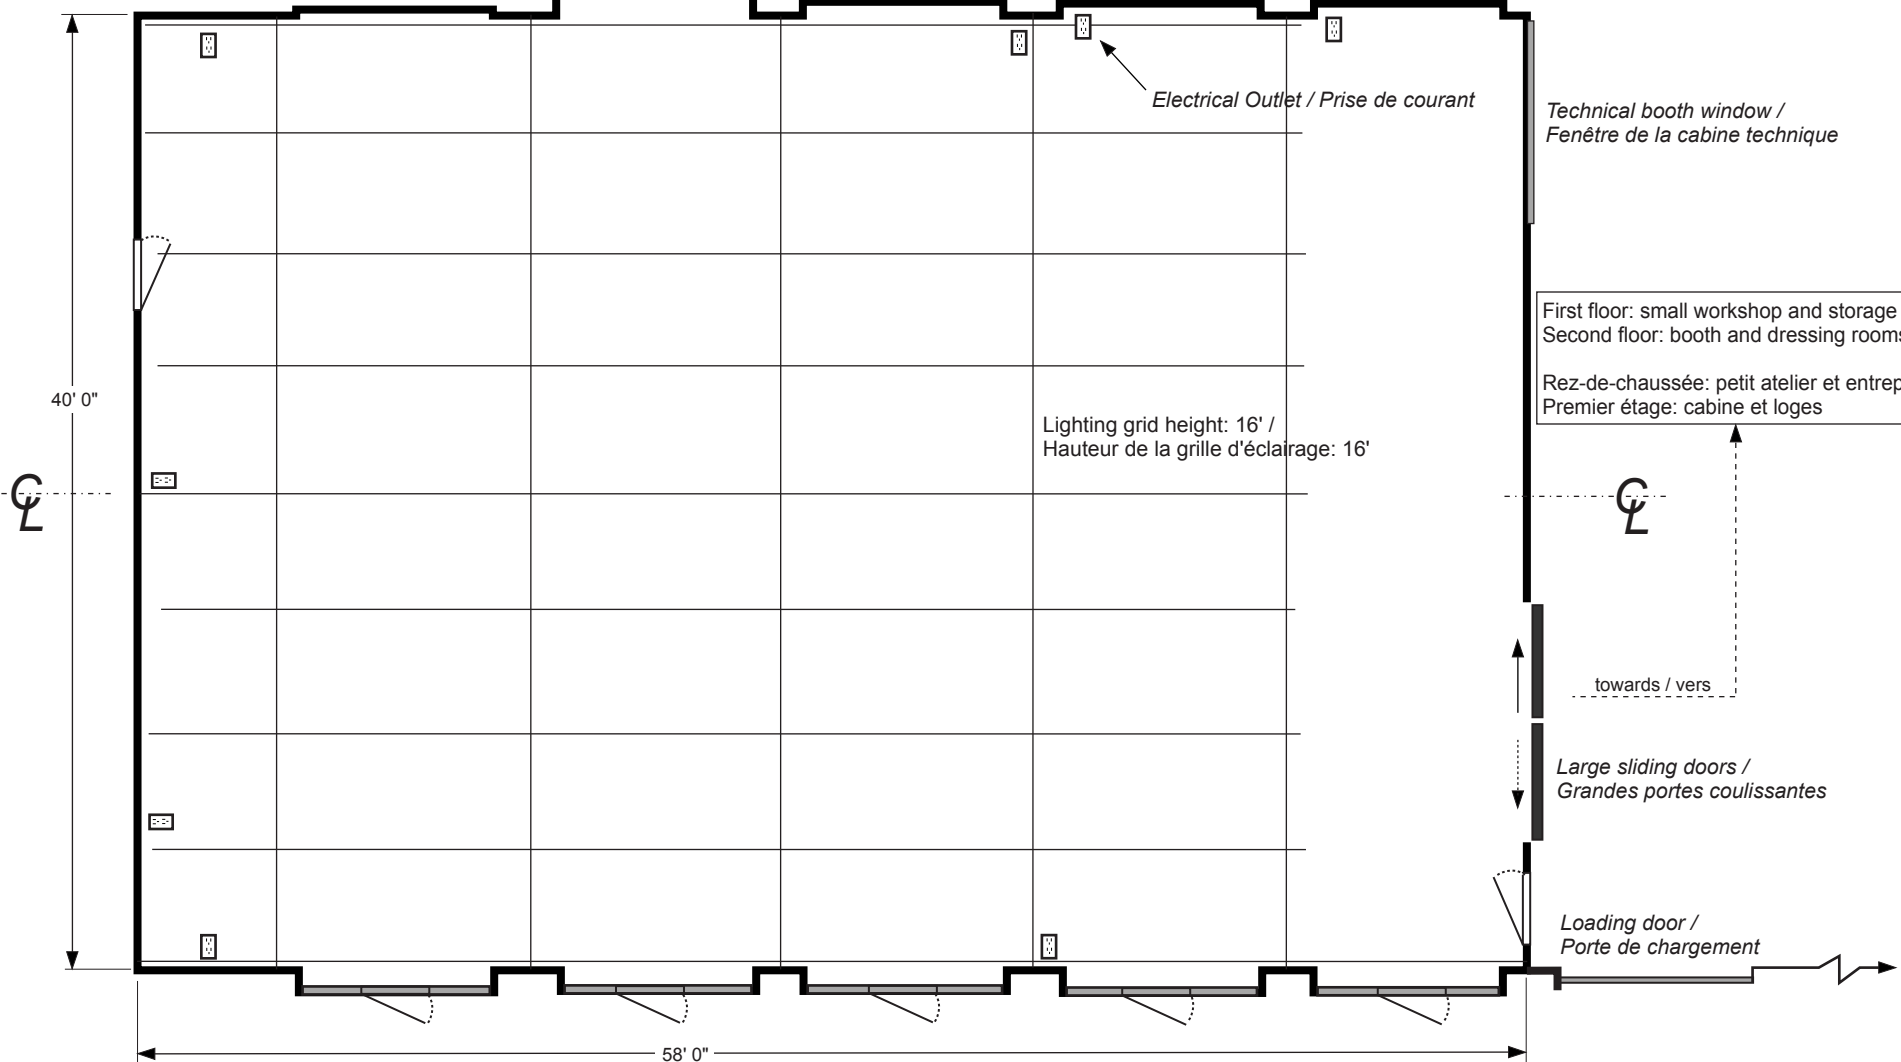 Electrical Outlet / Prise de courant
Technical booth window /
Fenêtre de la cabine technique
First floor: small workshop and storage
Second floor: booth and dressing rooms
Rez-de-chaussée: petit atelier et entrep
Premier étage: cabine et loges
40' 0"
Lighting grid height: 16' /
Hauteur de la grille d'éclairage: 16'
℄
℄
towards / vers
Large sliding doors /
Grandes portes coulissantes
Loading door /
Porte de chargement
58' 0"